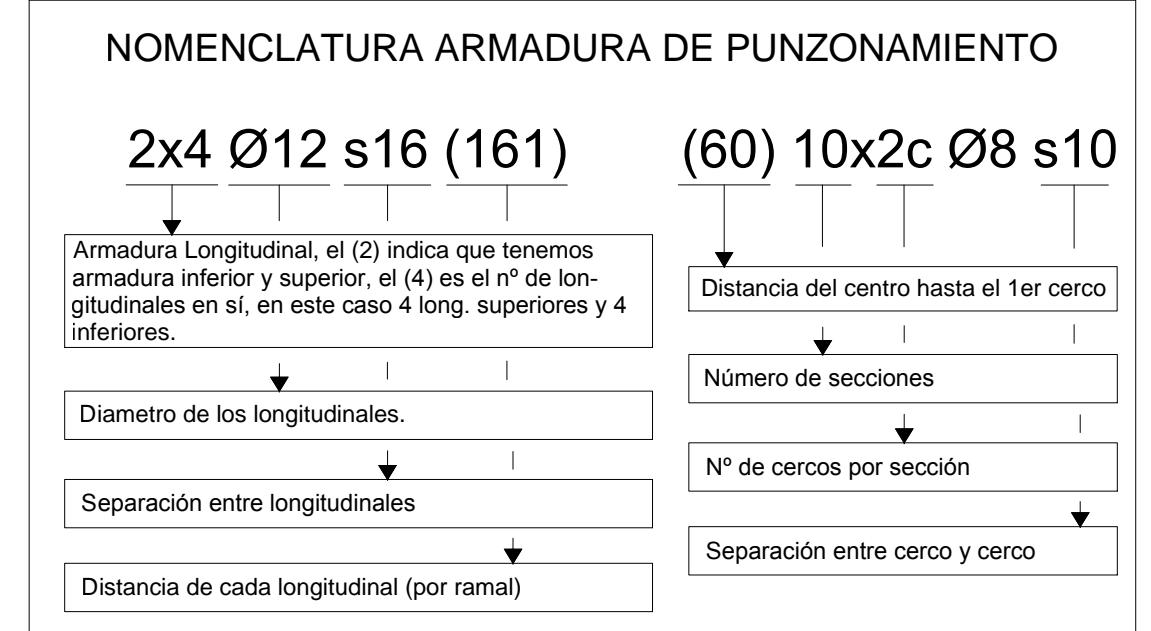 NOMENCLATURA ARMADURA DE PUNZONAMIENTO
2x4 Ø12 s16 (161)
Armadura Longitudinal, el (2) indica que tenemos
armadura inferior y superior, el (4) es el nº de lon-
gitudinales en sí, en este caso 4 long. superiores y 4
inferiores.
Diametro de los longitudinales.
Separación entre longitudinales
Distancia de cada longitudinal (por ramal)
(60) 10x2c Ø8 s10
Distancia del centro hasta el 1er cerco
Número de secciones
Nº de cercos por sección
Separación entre cerco y cerco